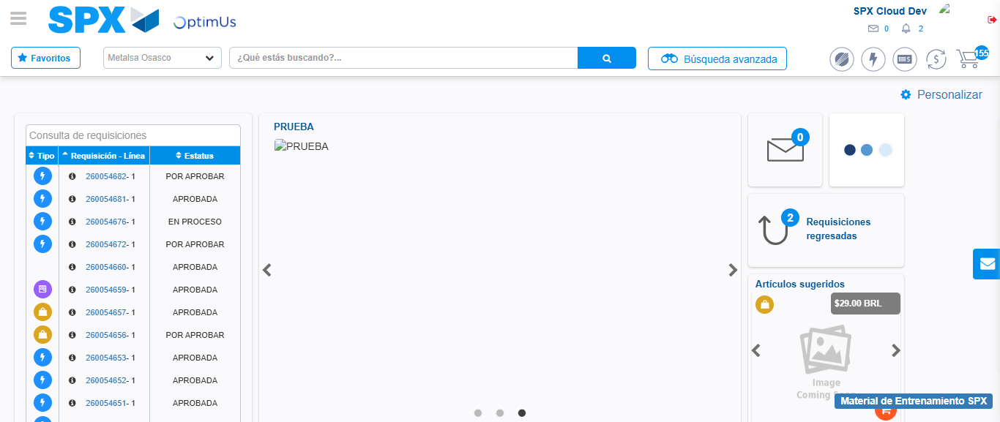 SPX
OptimUs
SPX Cloud Dev
0
2
Favoritos
Metalsa Osasco
¿Qué estás buscando?...
Búsqueda avanzada
$
155
Personalizar
Consulta de requisiciones
Tipo
Requisición - Línea
Estatus
260054682- 1
POR APROBAR
260054681- 1
APROBADA
260054676- 1
EN PROCESO
260054672- 1
POR APROBAR
260054660- 1
APROBADA
260054659- 1
APROBADA
260054657- 1
APROBADA
260054656- 1
POR APROBAR
260054653- 1
APROBADA
260054652- 1
APROBADA
260054651- 1
APROBADA
PRUEBA
PRUEBA
0
2
Requisiciones
regresadas
Artículos sugeridos
$29.00 BRL
Image
Coming
Material de Entrenamiento SPX